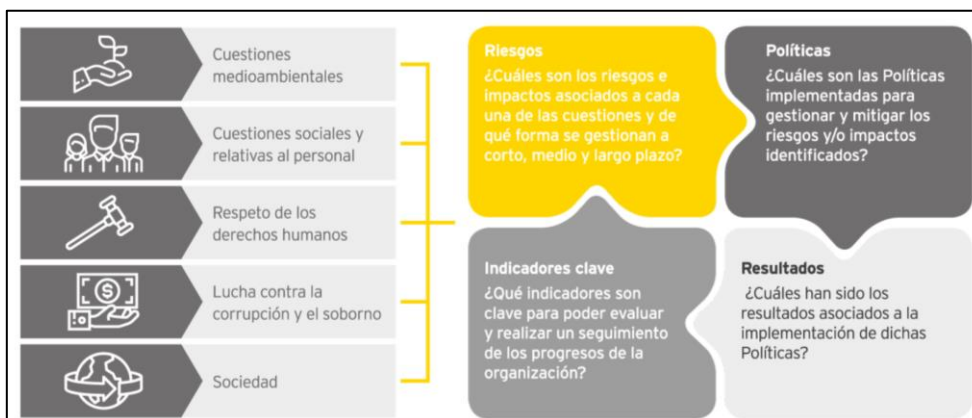 Cuestiones
medioambientales
Cuestiones sociales y
relativas al personal
Respeto de los
derechos humanos
Lucha contra la
corrupción y el soborno
Sociedad
Riesgos
¿Cuáles son los riesgos e
impactos asociados a cada
una de las cuestiones y de
qué forma se gestionan a
corto, medio y largo plazo?
Políticas
¿Cuáles son las Políticas
implementadas para
gestionar y mitigar los
riesgos y/o impactos
identificados?
Indicadores clave
¿Qué indicadores son
clave para poder evaluar
y realizar un seguimiento
de los progresos de la
organización?
Resultados
¿Cuáles han sido los
resultados asociados a la
implementación de dichas
Políticas?